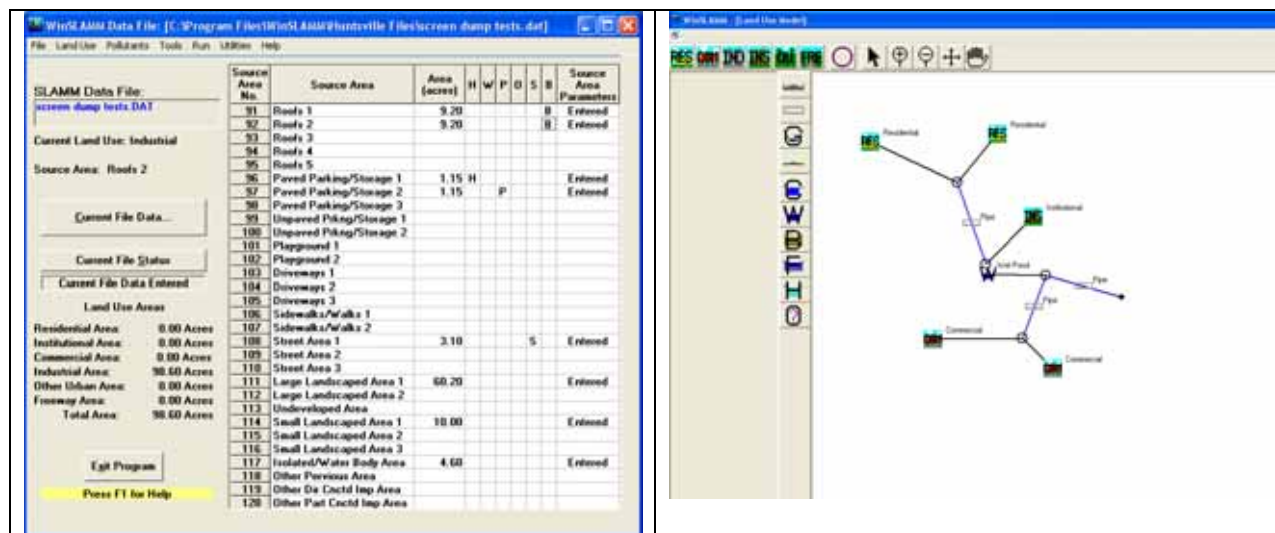 WinSLAMM Data File: [C:\Program Files\WinSLAMM\Huntsville Files\screen dump tests.dat]
File Land Use Pollutants Tools Run Utilities Help
SLAMM Data File:
screen dump tests.DAT
Current Land Use: Industrial
Source Area: Roofs 2
Current File Data...
Current File Status
Current File Data Entered
Land Use Areas
Residential Area: 0.00 Acres
Institutional Area: 0.00 Acres
Commercial Area: 0.00 Acres
Industrial Area: 98.60 Acres
Other Urban Area: 0.00 Acres
Freeway Area: 0.00 Acres
Total Area: 98.60 Acres
Exit Program
Press F1 for Help
Source Area No. Source Area Area (acres) H W P O S B Source Area Parameters
91 Roofs 1 9.20 B Entered
92 Roofs 2 9.20 B Entered
93 Roofs 3
94 Roofs 4
95 Roofs 5
96 Paved Parking/Storage 1 1.15 H Entered
97 Paved Parking/Storage 2 1.15 P Entered
98 Paved Parking/Storage 3
99 Unpaved Prkng/Storage 1
100 Unpaved Prkng/Storage 2
101 Playground 1
102 Playground 2
103 Driveways 1
104 Driveways 2
105 Driveways 3
106 Sidewalks/Walks 1
107 Sidewalks/Walks 2
108 Street Area 1 3.10 S Entered
109 Street Area 2
110 Street Area 3
111 Large Landscaped Area 1 60.20 Entered
112 Large Landscaped Area 2
113 Undeveloped Area
114 Small Landscaped Area 1 10.00 Entered
115 Small Landscaped Area 2
116 Small Landscaped Area 3
117 Isolated/Water Body Area 4.60 Entered
118 Other Pervious Area
119 Other Dir Cnctd Imp Area
120 Other Part Cnctd Imp Area
WinSLAMM - [Land Use Model]
RES COM IND INS OU FRE
G
W
B
H
?
RES Residential
RES Residential
Pipe
INS Institutional
W Pond
Pipe
Pipe
COM Commercial
COM Commercial